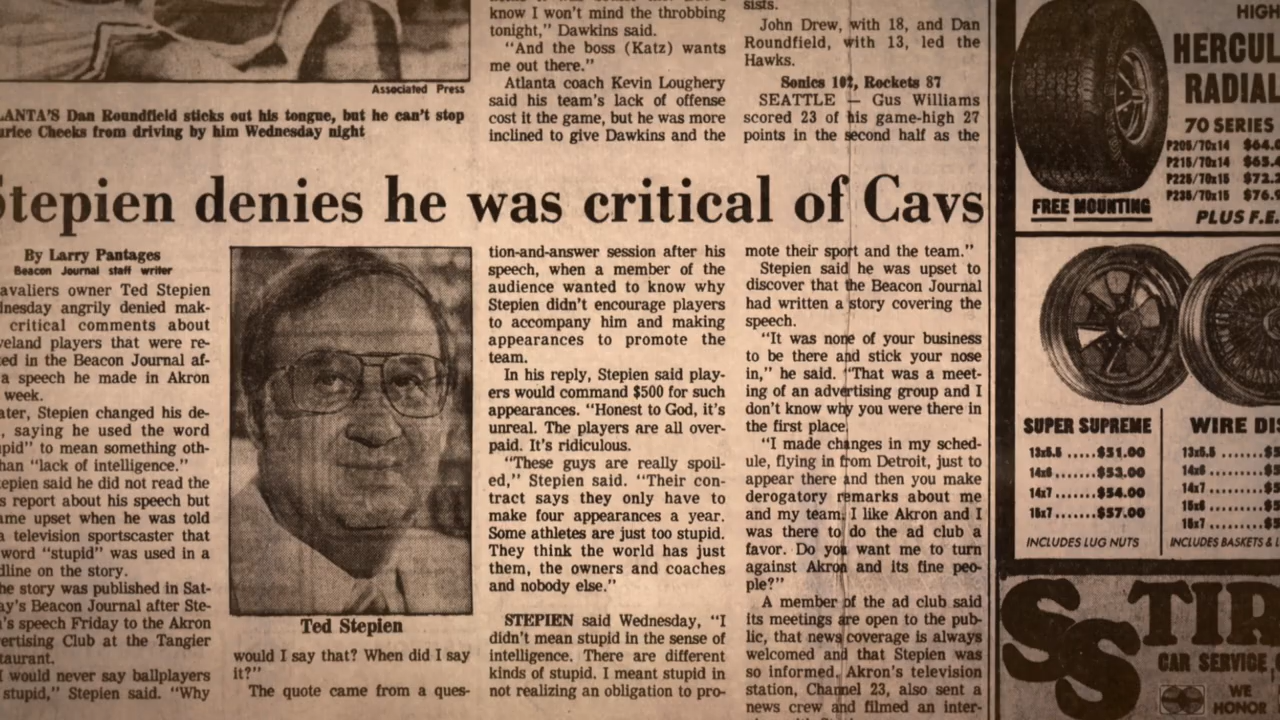 know I won't mind the throbbing
tonight," Dawkins said.
"And the boss (Katz) wants
me out there."
Atlanta coach Kevin Loughery
said his team's lack of offense
cost it the game, but he was more
inclined to give Dawkins and the
sists.
John Drew, with 18, and Dan
Roundfield, with 13, led the
Hawks.
Sonics 102, Rockets 87
SEATTLE — Gus Williams
scored 23 of his game-high 27
points in the second half as the
Associated Press
LANTA'S Dan Roundfield sticks out his tongue, but he can't stop
urice Cheeks from driving by him Wednesday night
Stepien denies he was critical of Cavs
By Larry Pantages
Beacon Journal staff writer
avaliers owner Ted Stepien
dnesday angrily denied mak-
critical comments about
veland players that were re-
ted in the Beacon Journal af-
a speech he made in Akron
week.
ater, Stepien changed his de-
, saying he used the word
upid" to mean something oth-
han "lack of intelligence."
tepien said he did not read the
s report about his speech but
ame upset when he was told
a television sportscaster that
word "stupid" was used in a
dline on the story.
he story was published in Sat-
ay's Beacon Journal after Ste-
n's speech Friday to the Akron
vertising Club at the Tangier
taurant.
I would never say ballplayers
stupid," Stepien said. "Why
Ted Stepien
would I say that? When did I say
it?"
The quote came from a ques-
tion-and-answer session after his
speech, when a member of the
audience wanted to know why
Stepien didn't encourage players
to accompany him and making
appearances to promote the
team.
In his reply, Stepien said play-
ers would command $500 for such
appearances. "Honest to God, it's
unreal. The players are all over-
paid. It's ridiculous.
"These guys are really spoil-
ed," Stepien said. "Their con-
tract says they only have to
make four appearances a year.
Some athletes are just too stupid.
They think the world has just
them, the owners and coaches
and nobody else."
STEPIEN said Wednesday, "I
didn't mean stupid in the sense of
intelligence. There are different
kinds of stupid. I meant stupid in
not realizing an obligation to pro-
mote their sport and the team."
Stepien said he was upset to
discover that the Beacon Journal
had written a story covering the
speech.
"It was none of your business
to be there and stick your nose
in," he said. "That was a meet-
ing of an advertising group and I
don't know why you were there in
the first place.
"I made changes in my sched-
ule, flying in from Detroit, just to
appear there and then you make
derogatory remarks about me
and my team. I like Akron and I
was there to do the ad club a
favor. Do you want me to turn
against Akron and its fine peo-
ple?"
A member of the ad club said
its meetings are open to the pub-
lic, that news coverage is always
welcomed and that Stepien was
so informed. Akron's television
station, Channel 23, also sent a
news crew and filmed an inter-
HIGH
HERCUL
RADIAL
70 SERIES
P205/70x14 $64.0
P215/70x14 $65.4
P225/70x15 $72.2
P235/70x15 $76.9
FREE MOUNTING
PLUS F.E.
SUPER SUPREME
13x5.5 .....$51.00
14x6 ........$53.00
14x7 ........$54.00
15x7 ........$57.00
INCLUDES LUG NUTS
WIRE DIS
13x5.5 ........$5
14x6 ...........$5
14x7 ...........$5
15x6 ...........$5
15x7 ...........$5
INCLUDES BASKETS & L
SS TIR
CAR SERVICE
WE
HONOR